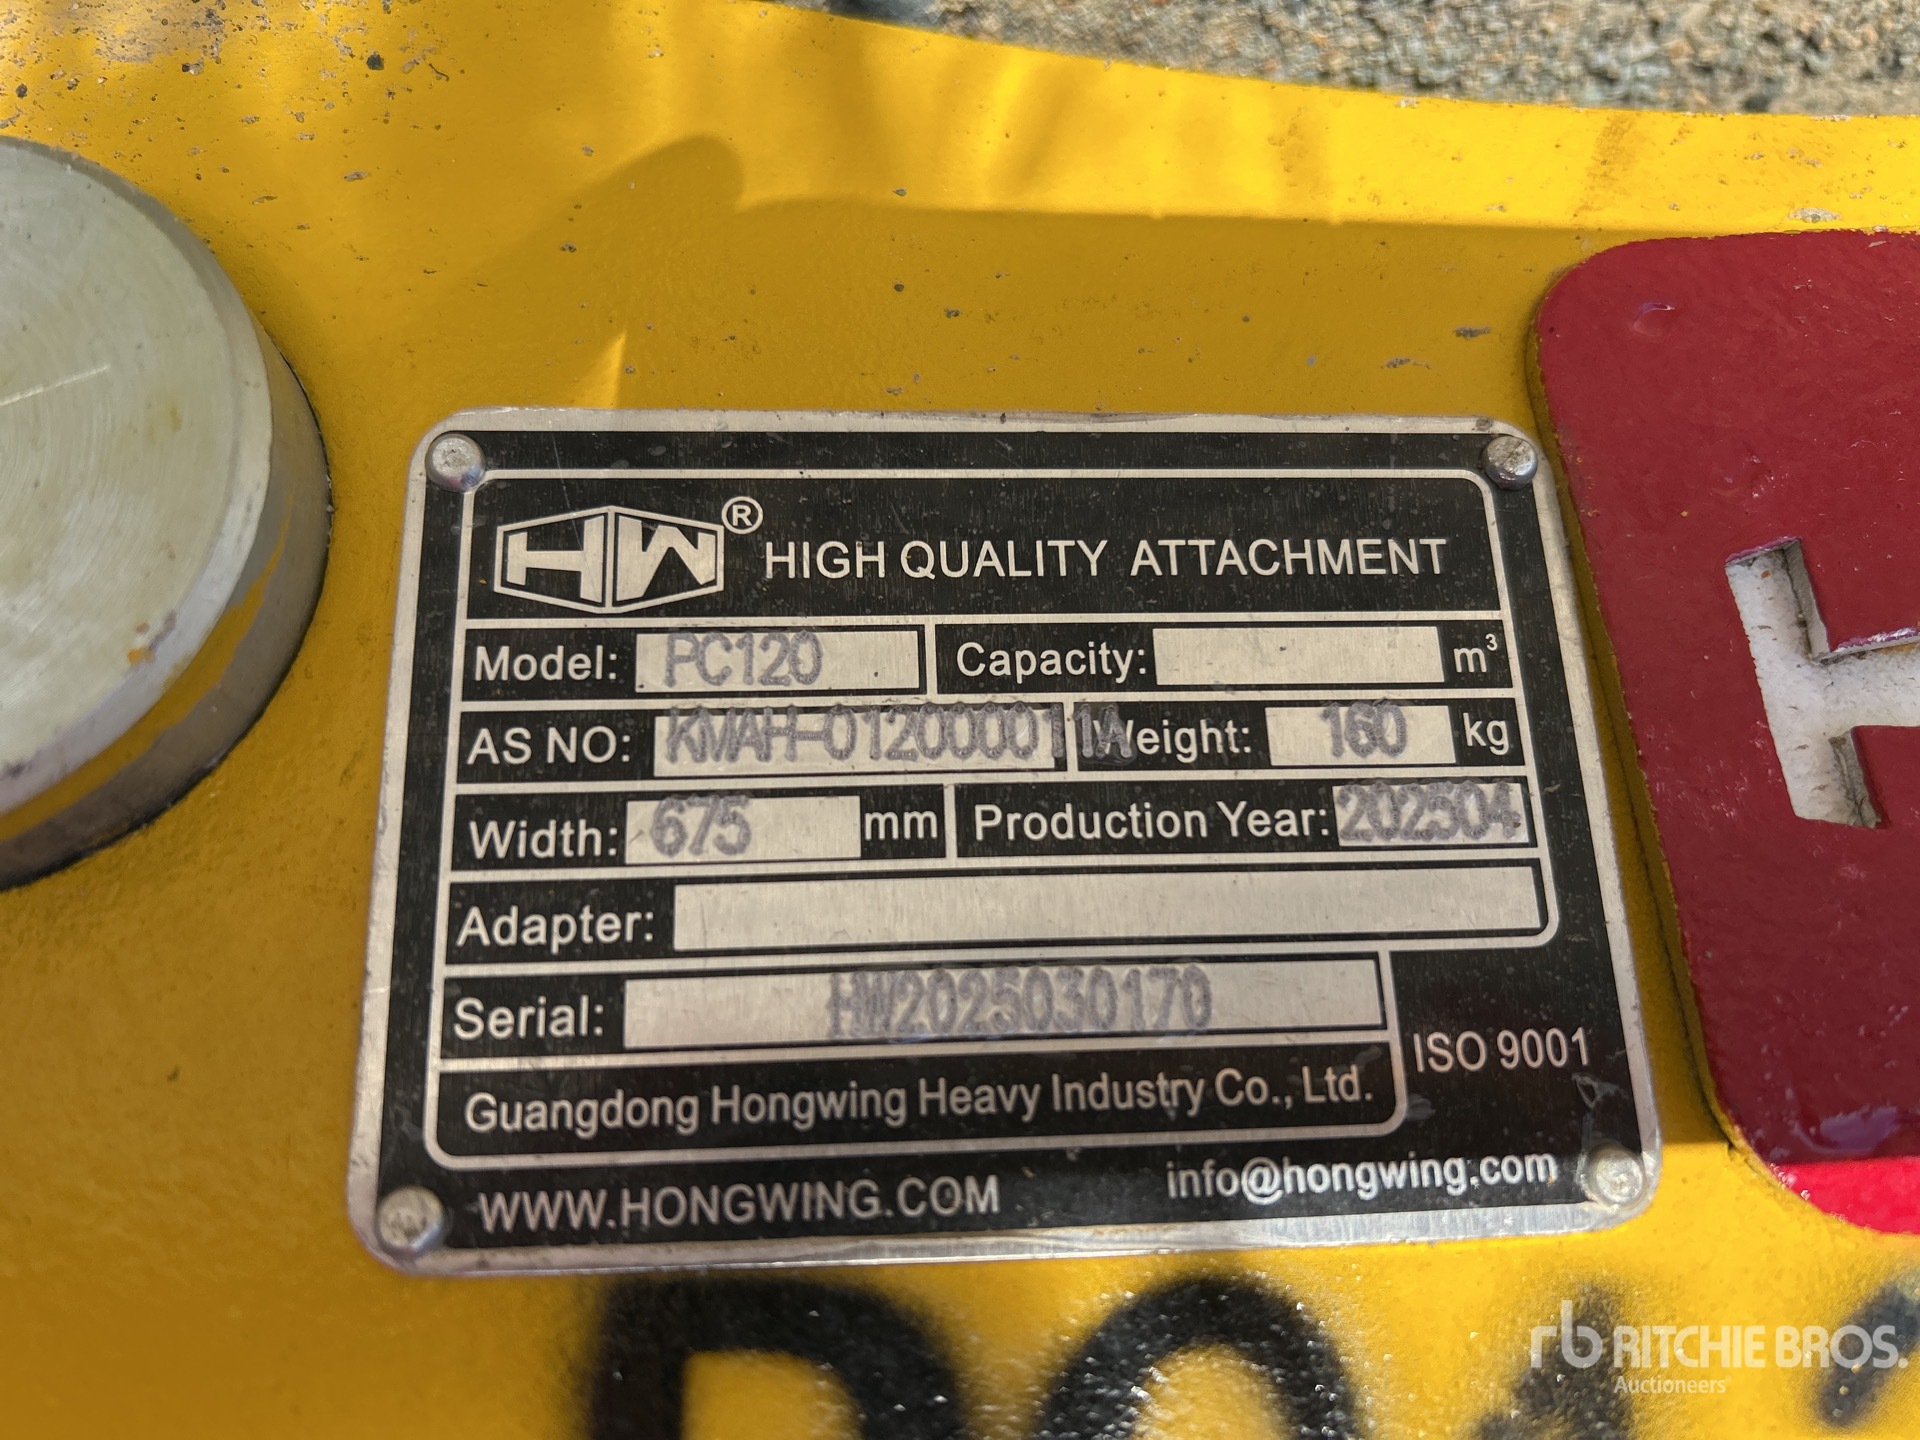 HW® HIGH QUALITY ATTACHMENT
Model: PC120 Capacity: m³
AS NO: KMAH-012000011A Weight: 160 kg
Width: 675 mm Production Year: 202504
Adapter:
Serial: HW2025030170
ISO 9001
Guangdong Hongwing Heavy Industry Co., Ltd.
WWW.HONGWING.COM info@hongwing.com
H
rb RITCHIE BROS.
Auctioneers